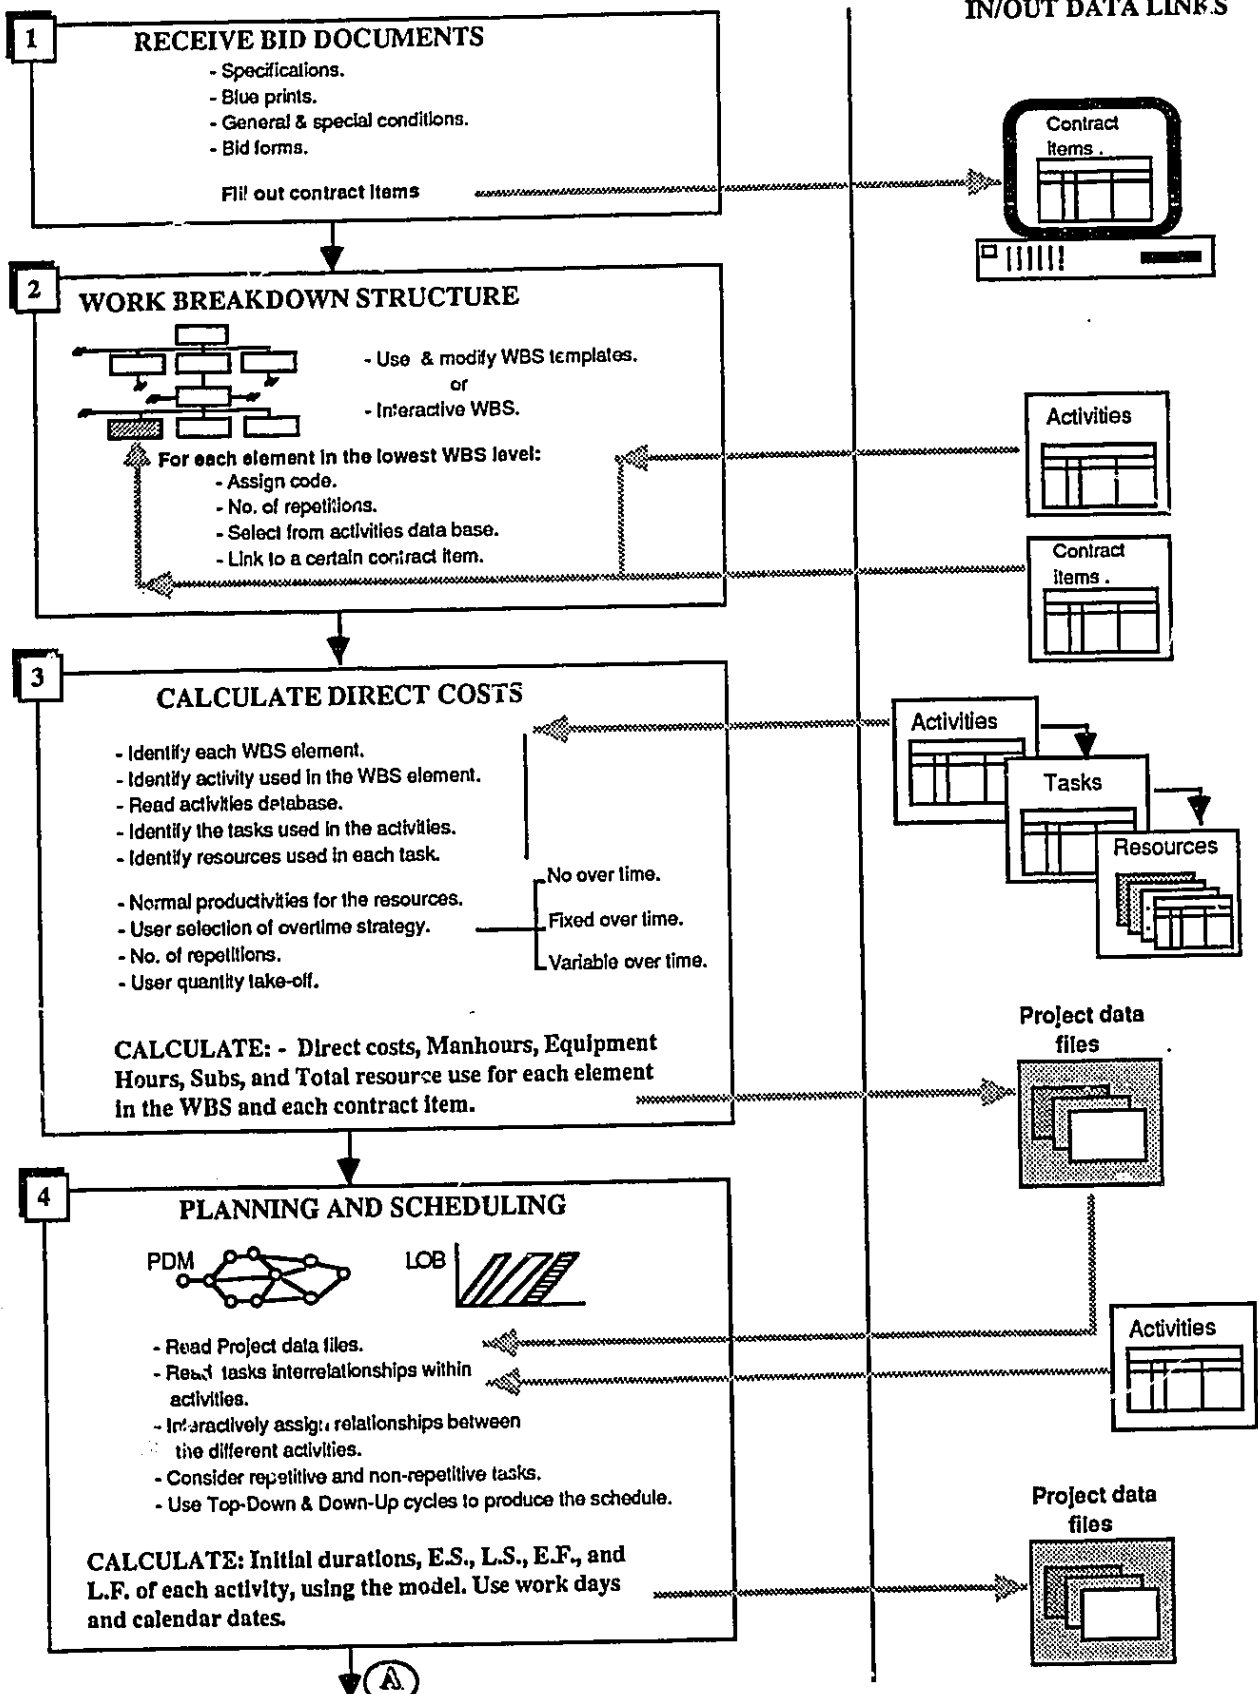 IN/OUT DATA LINKS
1
RECEIVE BID DOCUMENTS
- Specifications.
- Blue prints.
- General & special conditions.
- Bid forms.
Fill out contract items
Contract
Items .
2
WORK BREAKDOWN STRUCTURE
- Use & modify WBS templates.
or
- Interactive WBS.
For each element in the lowest WBS level:
- Assign code.
- No. of repetitions.
- Select from activities data base.
- Link to a certain contract item.
Activities
Contract
Items .
3
CALCULATE DIRECT COSTS
- Identify each WBS element.
- Identify activity used in the WBS element.
- Read activities database.
- Identify the tasks used in the activities.
- Identify resources used in each task.
- Normal productivities for the resources.
- User selection of overtime strategy.
- No. of repetitions.
- User quantity take-off.
No over time.
Fixed over time.
Variable over time.
CALCULATE: - Direct costs, Manhours, Equipment
Hours, Subs, and Total resource use for each element
in the WBS and each contract item.
Activities
Tasks
Resources
Project data
files
4
PLANNING AND SCHEDULING
PDM
LOB
- Read Project data files.
- Read tasks interrelationships within
activities.
- Interactively assign relationships between
the different activities.
- Consider repetitive and non-repetitive tasks.
- Use Top-Down & Down-Up cycles to produce the schedule.
CALCULATE: Initial durations, E.S., L.S., E.F., and
L.F. of each activity, using the model. Use work days
and calendar dates.
Activities
Project data
files
A